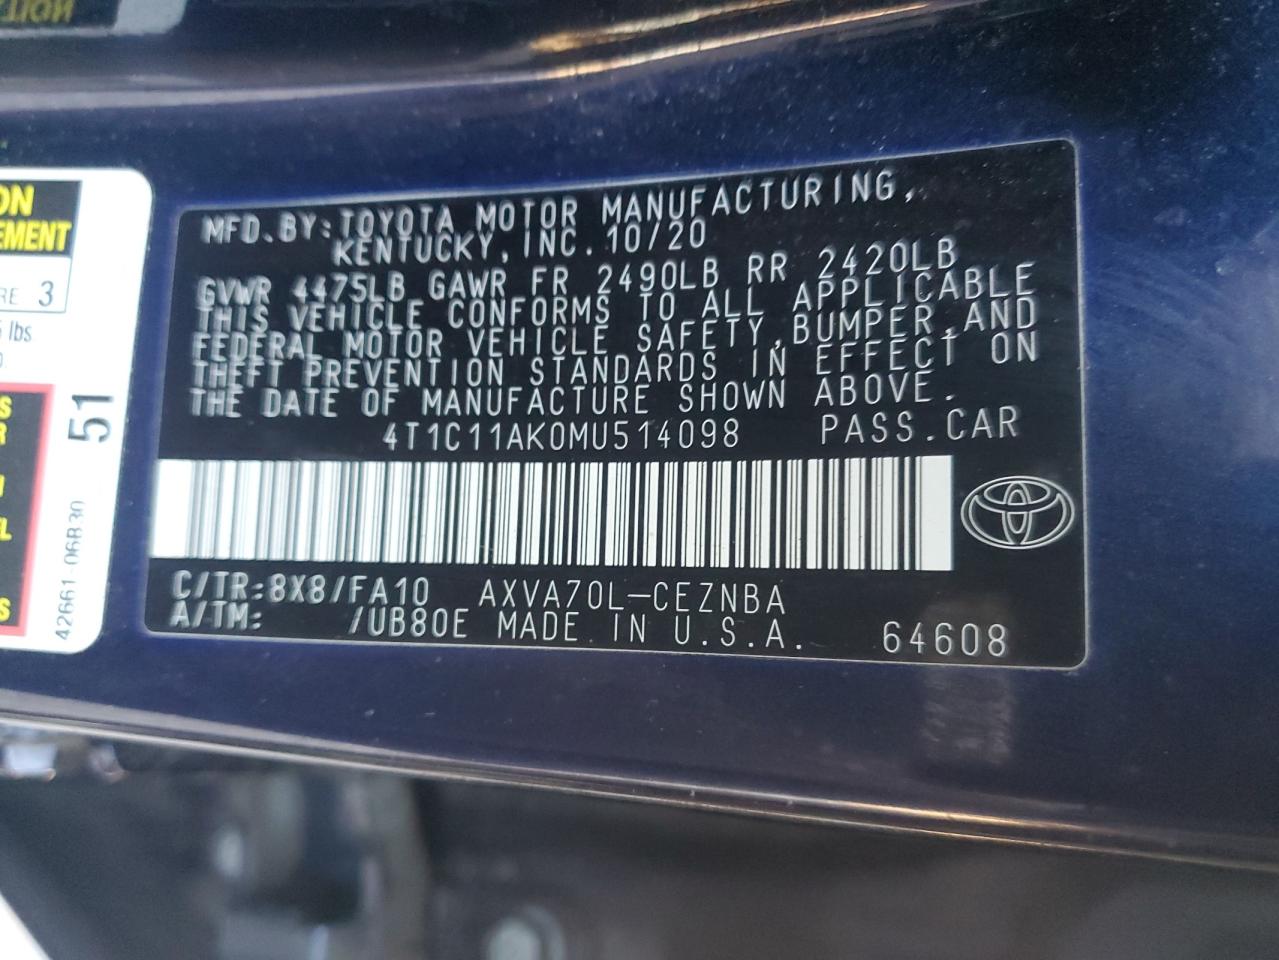 MFD.BY:TOYOTA MOTOR MANUFACTURING,
KENTUCKY, INC. 10/20
GVWR 4475LB GAWR FR 2490LB RR 2420LB
THIS VEHICLE CONFORMS TO ALL APPLICABLE
FEDERAL MOTOR VEHICLE SAFETY,BUMPER,AND
THEFT PREVENTION STANDARDS IN EFFECT ON
THE DATE OF MANUFACTURE SHOWN ABOVE.
4T1C11AK0MU514098 PASS.CAR
C/TR:8X8/FA10 AXVA70L-CEZNBA
A/TM: /UB80E MADE IN U.S.A. 64608
3
lbs
51
42661-06B30